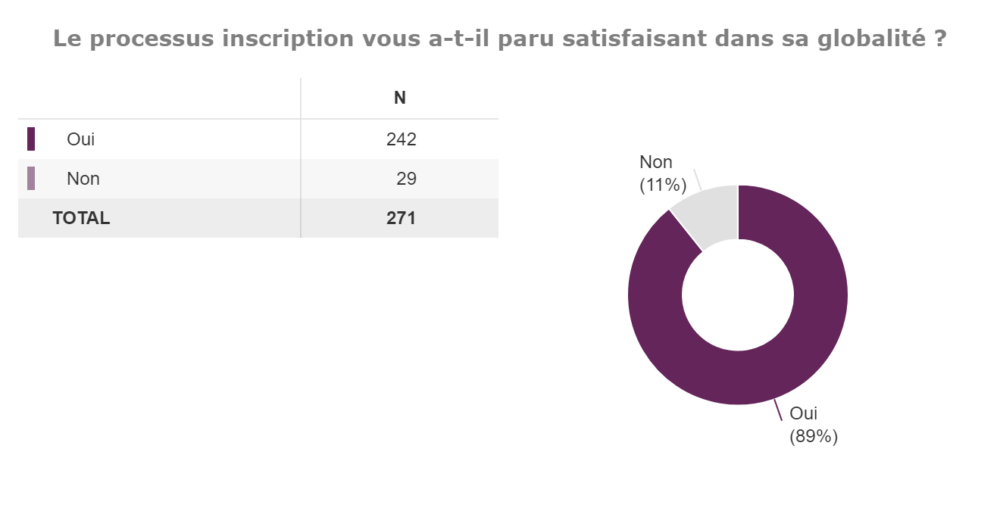 Le processus inscription vous a-t-il paru satisfaisant dans sa globalité ?
N
Oui 242
Non 29
TOTAL 271
Non
(11%)
Oui
(89%)